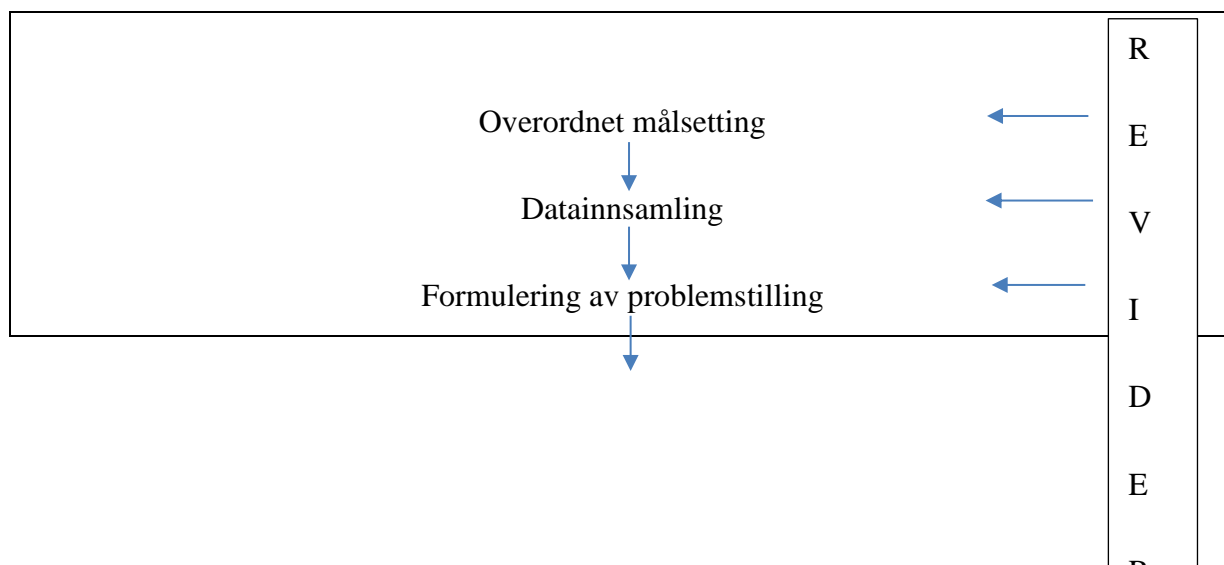 R
Overordnet målsetting
E
Datainnsamling
V
Formulering av problemstilling
I
D
E